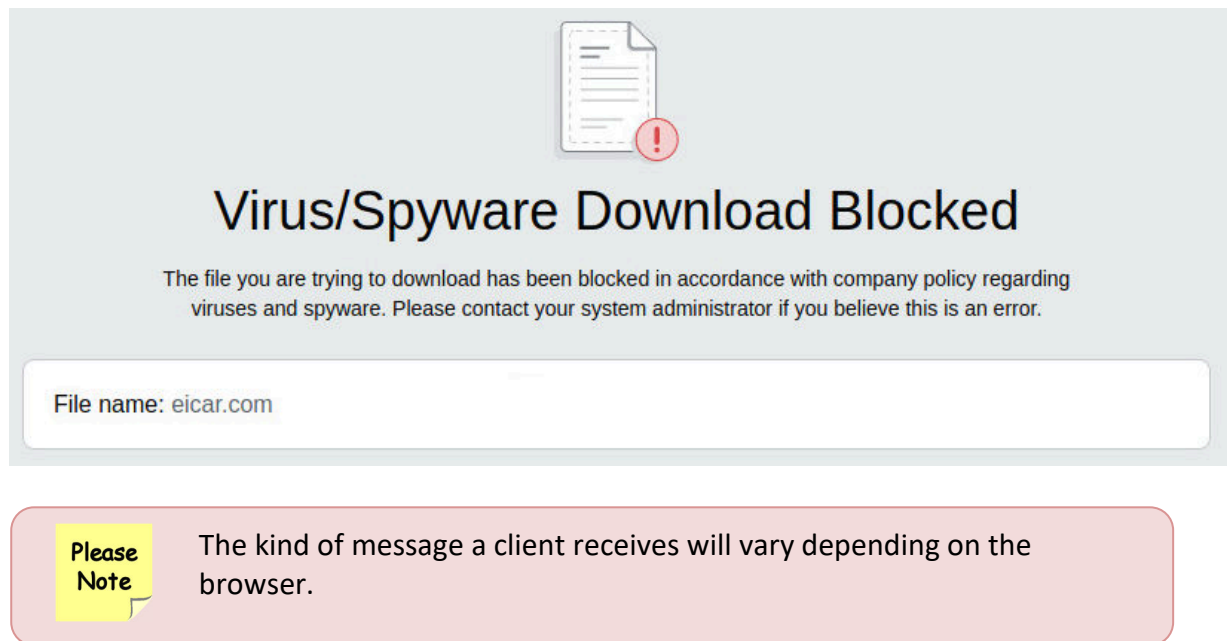 Virus/Spyware Download Blocked
The file you are trying to download has been blocked in accordance with company policy regarding
viruses and spyware. Please contact your system administrator if you believe this is an error.
File name: eicar.com
Please
Note
The kind of message a client receives will vary depending on the
browser.